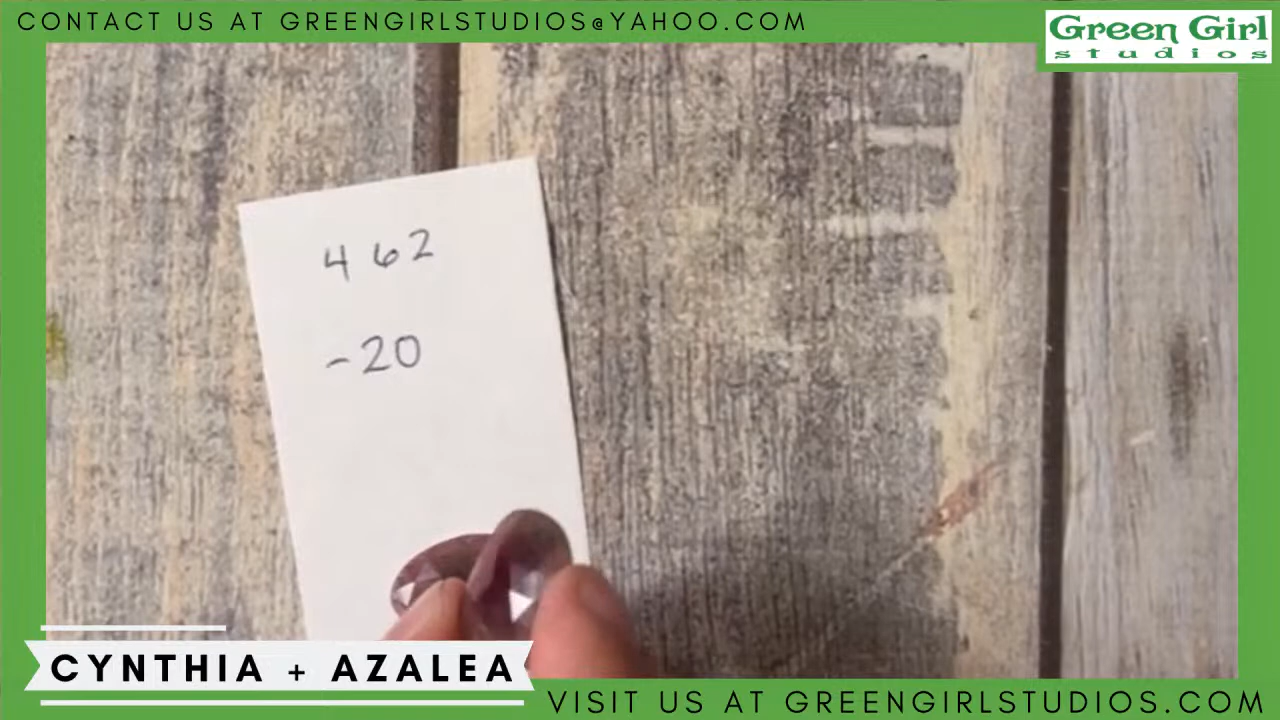 CONTACT US AT GREENGIRLSTUDIOS@YAHOO.COM
Green Girl
studios
462
-20
CYNTHIA + AZALEA
VISIT US AT GREENGIRLSTUDIOS.COM